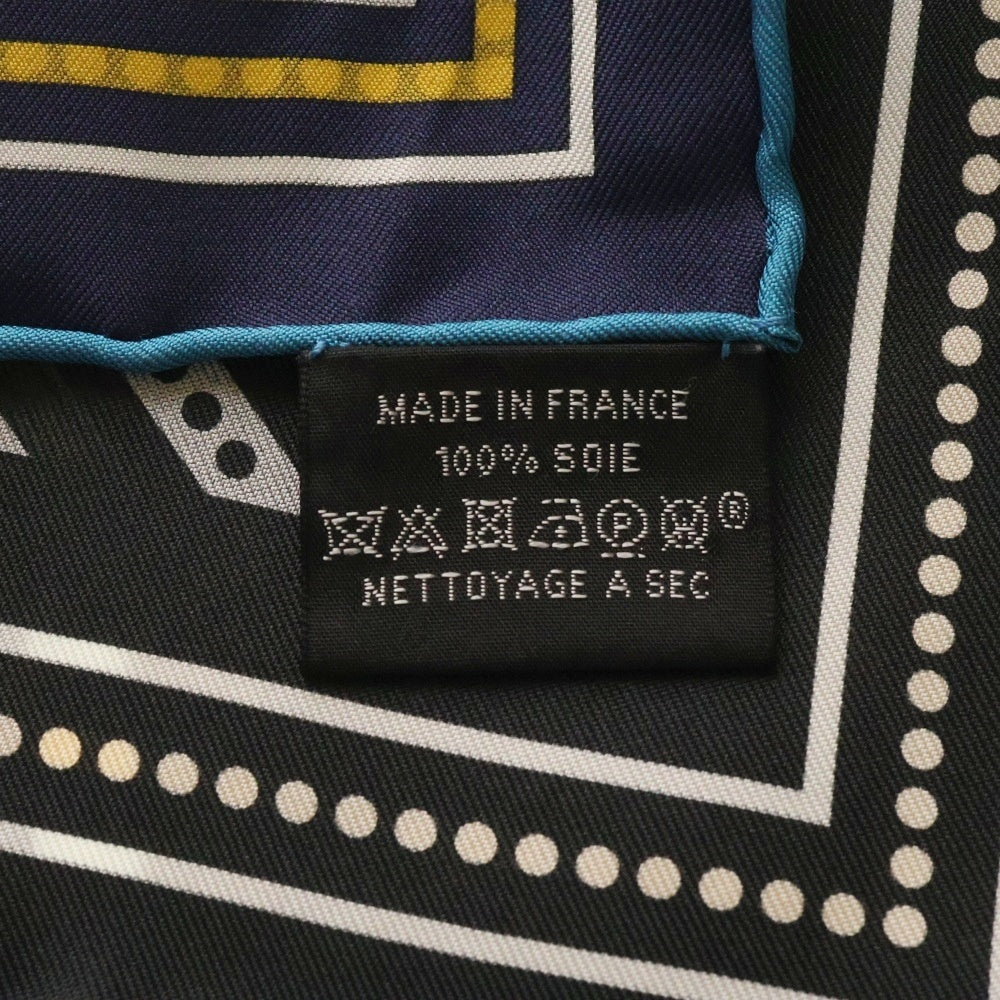 MADE IN FRANCE
100% SOIE
P W ®
NETTOYAGE A SEC